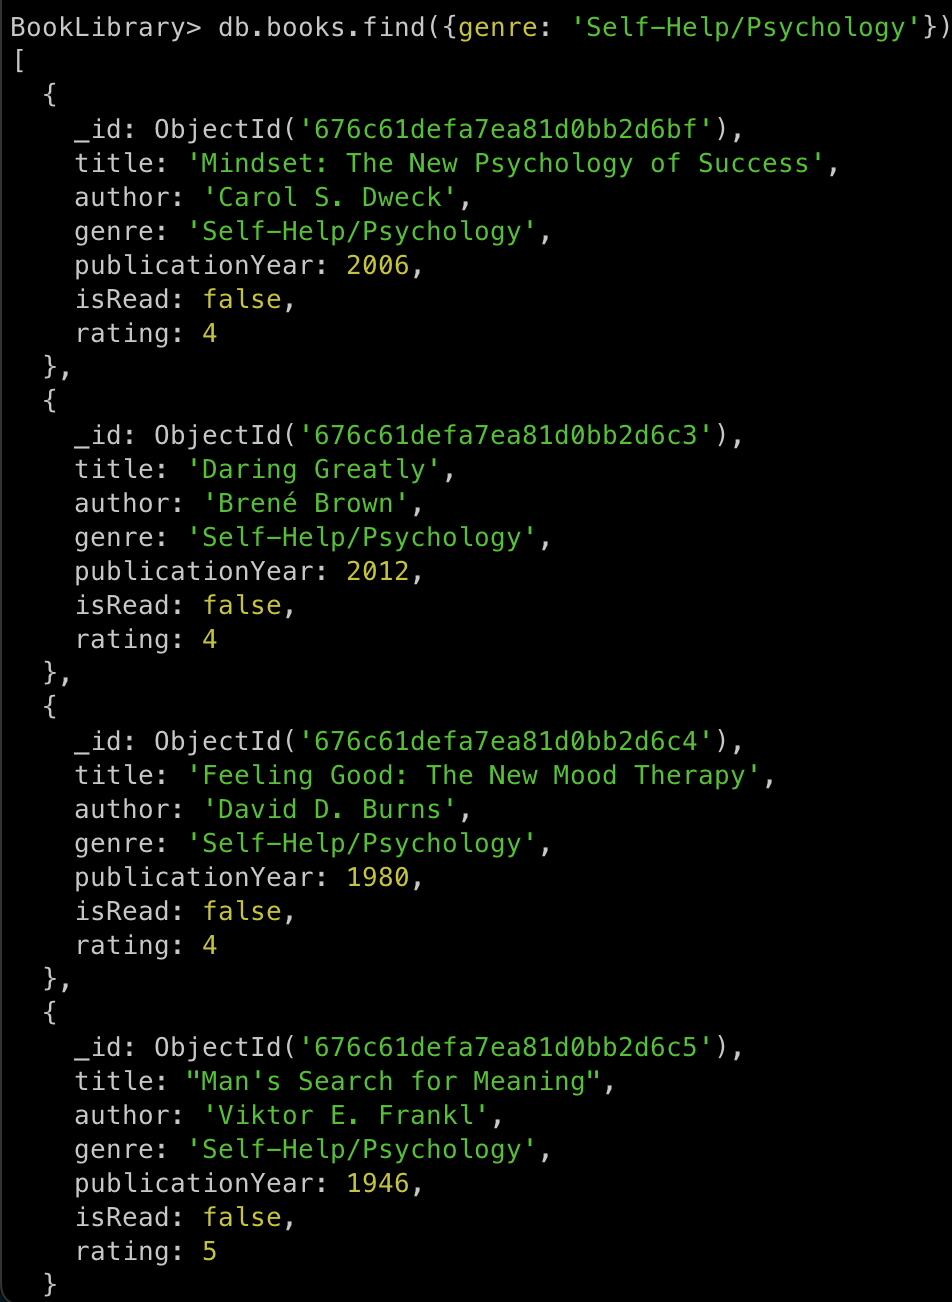 BookLibrary> db.books.find({genre: 'Self-Help/Psychology'})
[
  {
    _id: ObjectId('676c61defa7ea81d0bb2d6bf'),
    title: 'Mindset: The New Psychology of Success',
    author: 'Carol S. Dweck',
    genre: 'Self-Help/Psychology',
    publicationYear: 2006,
    isRead: false,
    rating: 4
  },
  {
    _id: ObjectId('676c61defa7ea81d0bb2d6c3'),
    title: 'Daring Greatly',
    author: 'Brené Brown',
    genre: 'Self-Help/Psychology',
    publicationYear: 2012,
    isRead: false,
    rating: 4
  },
  {
    _id: ObjectId('676c61defa7ea81d0bb2d6c4'),
    title: 'Feeling Good: The New Mood Therapy',
    author: 'David D. Burns',
    genre: 'Self-Help/Psychology',
    publicationYear: 1980,
    isRead: false,
    rating: 4
  },
  {
    _id: ObjectId('676c61defa7ea81d0bb2d6c5'),
    title: "Man's Search for Meaning",
    author: 'Viktor E. Frankl',
    genre: 'Self-Help/Psychology',
    publicationYear: 1946,
    isRead: false,
    rating: 5
  }